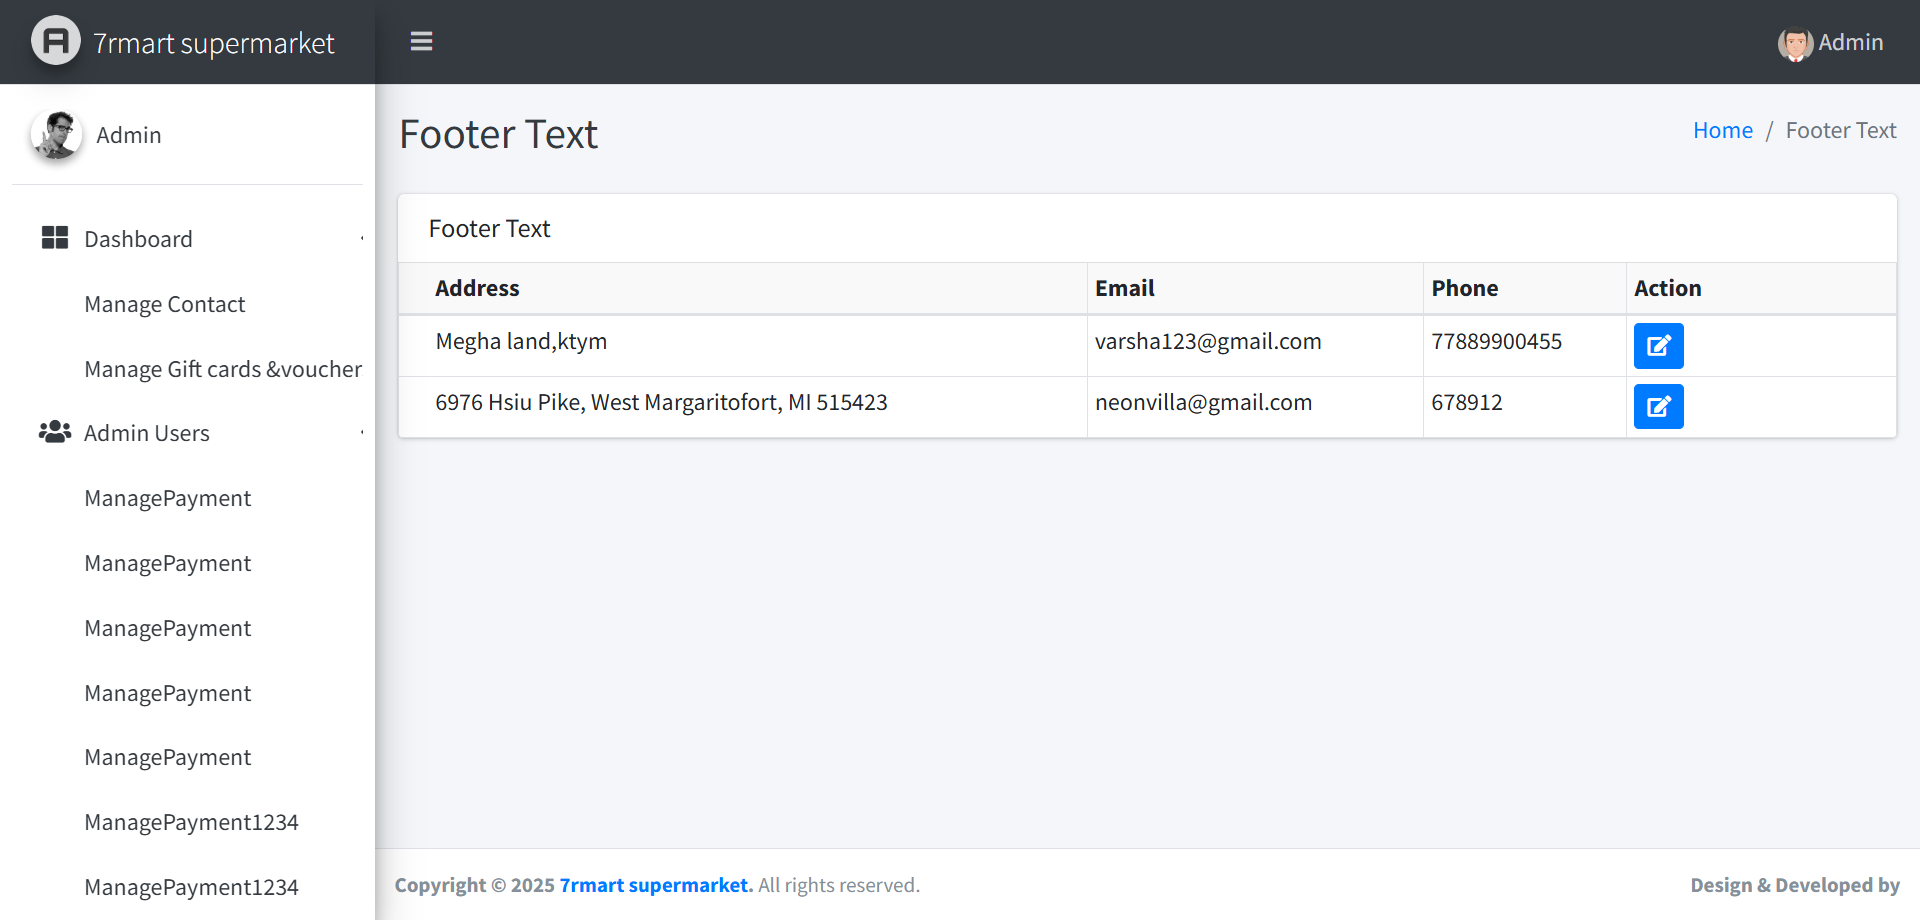 7rmart supermarket
Admin
Admin
Footer Text
Home / Footer Text
Dashboard
Manage Contact
Manage Gift cards &voucher
Admin Users
ManagePayment
ManagePayment
ManagePayment
ManagePayment
ManagePayment
ManagePayment1234
ManagePayment1234
Footer Text
Address Email Phone Action
Megha land,ktym varsha123@gmail.com 77889900455
6976 Hsiu Pike, West Margaritofort, MI 515423 neonvilla@gmail.com 678912
Copyright © 2025 7rmart supermarket. All rights reserved.
Design & Developed by